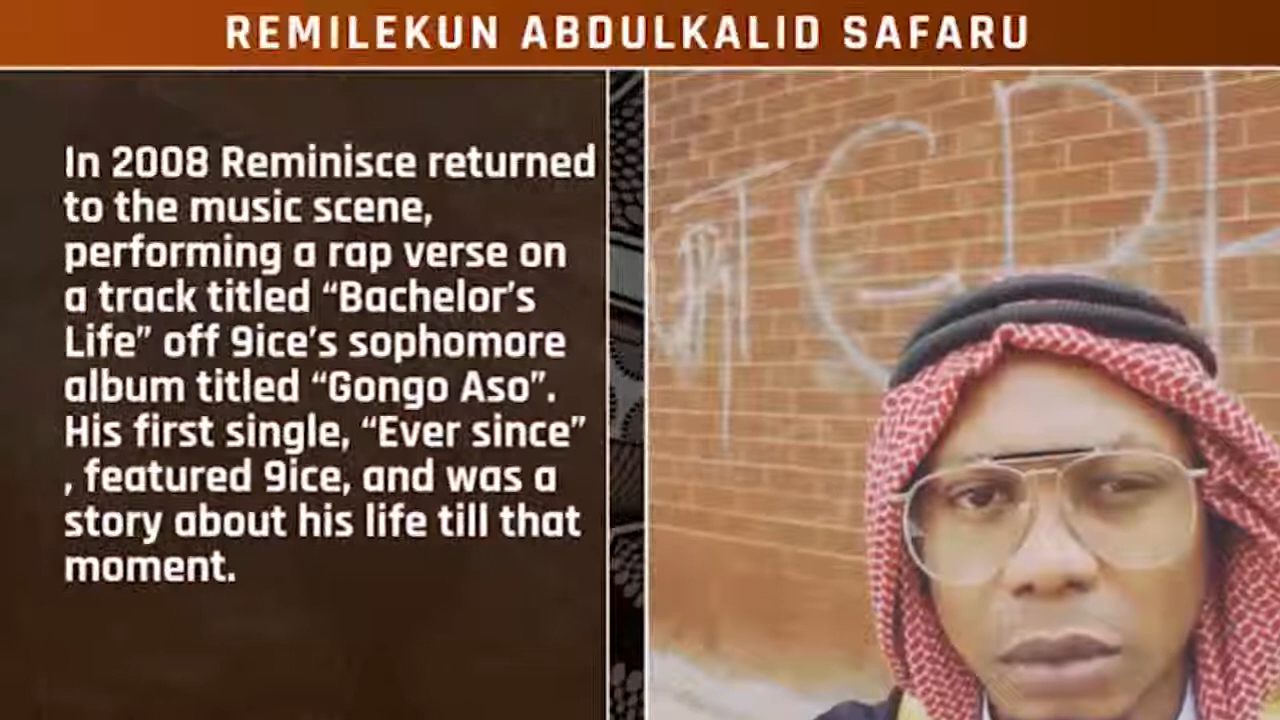 REMILEKUN ABDULKALID SAFARU
In 2008 Reminisce returned
to the music scene,
performing a rap verse on
a track titled “Bachelor’s
Life” off 9ice’s sophomore
album titled “Gongo Aso”.
His first single, “Ever since”
, featured 9ice, and was a
story about his life till that
moment.